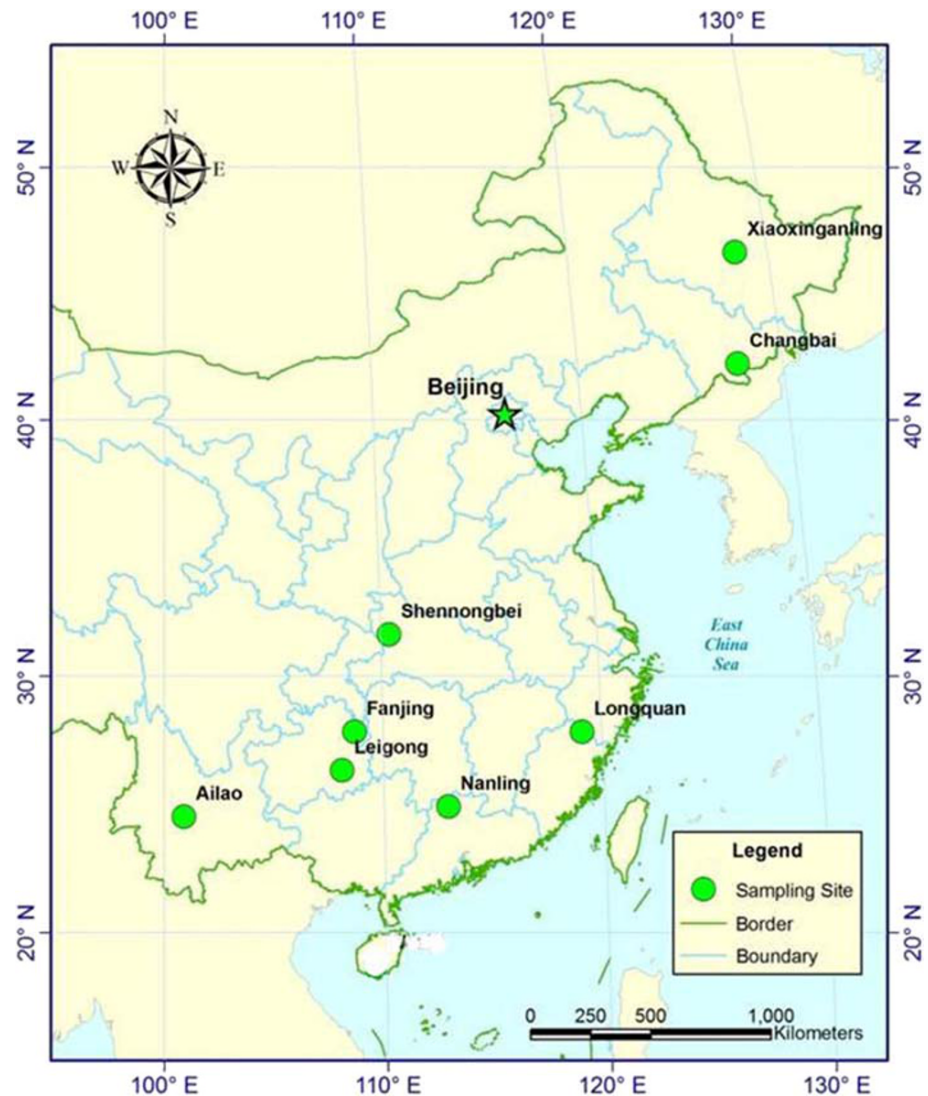 100° E 110° E 120° E 130° E
N
W E
S
50° N 50° N
Xiaoxinganling
Changbai
Beijing
40° N 40° N
Shennongbei
East
China
Sea
30° N 30° N
Fanjing
Longquan
Leigong
Nanling
Ailao
Legend
Sampling Site
Border
Boundary
20° N 20° N
0 250 500 1,000
Kilometers
100° E 110° E 120° E 130° E